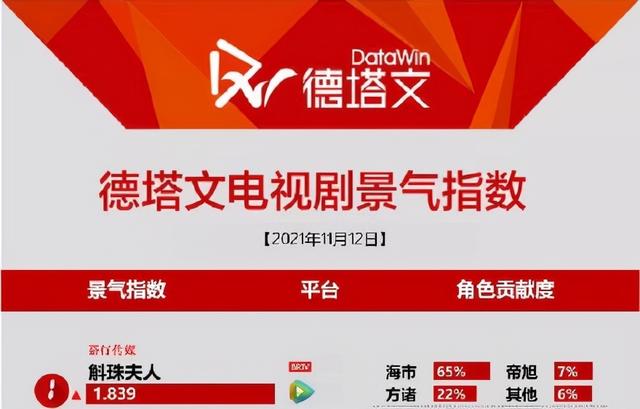 DataWin
德塔文
德塔文电视剧景气指数
【2021年11月12日】
景气指数 平台 角色贡献度
斛珠夫人
海市 65% 帝旭 7%
1 1.839
方诸 22% 其他 6%